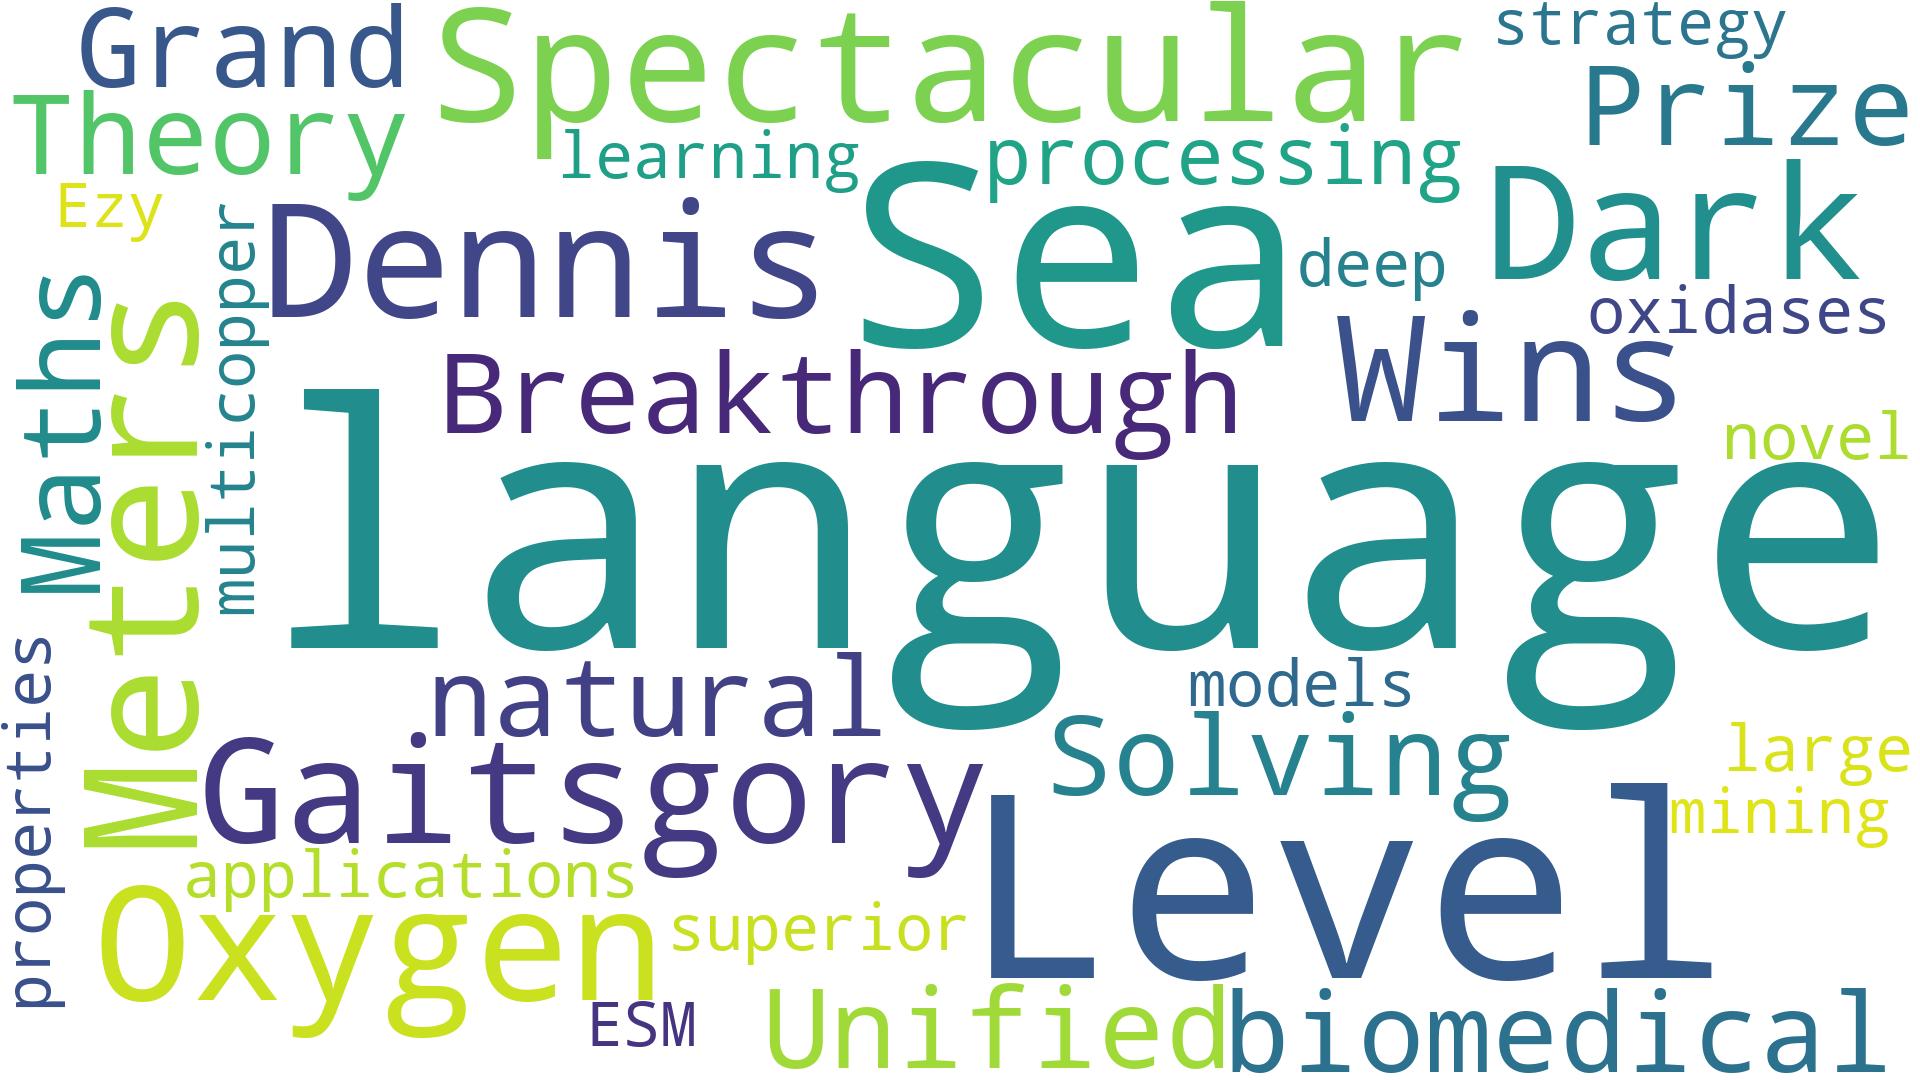 Grand
Spectacular
strategy
Theory
Prize
learning
processing
Ezy
Dennis
Sea
Dark
deep
multicopper
oxidases
Maths
Meters
Breakthrough
Wins
novel
language
properties
natural
models
Gaitsgory
Solving
large
mining
Level
applications
oxygen
superior
ESM
Unified
biomedical